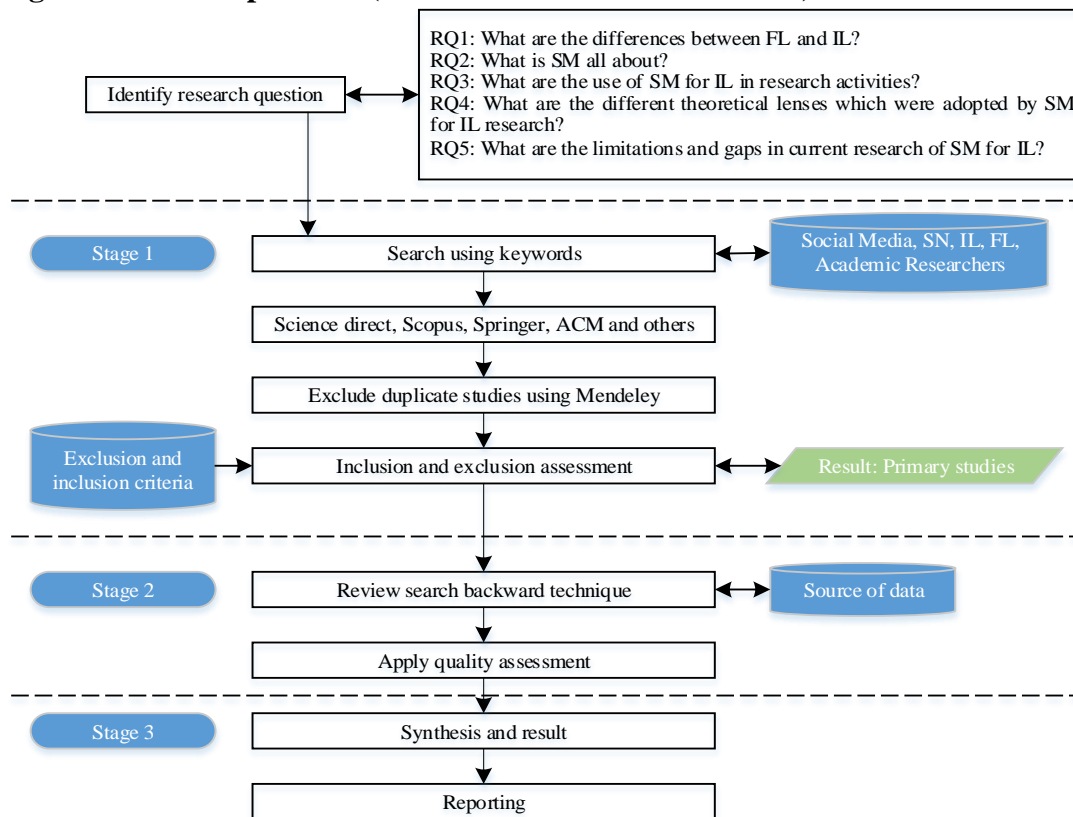 RQ1: What are the differences between FL and IL?
RQ2: What is SM all about?
RQ3: What are the use of SM for IL in research activities?
RQ4: What are the different theoretical lenses which were adopted by SM
for IL research?
RQ5: What are the limitations and gaps in current research of SM for IL?
Identify research question
Stage 1
Search using keywords
Social Media, SN, IL, FL,
Academic Researchers
Science direct, Scopus, Springer, ACM and others
Exclude duplicate studies using Mendeley
Exclusion and
inclusion criteria
Inclusion and exclusion assessment
Result: Primary studies
Stage 2
Review search backward technique
Source of data
Apply quality assessment
Stage 3
Synthesis and result
Reporting